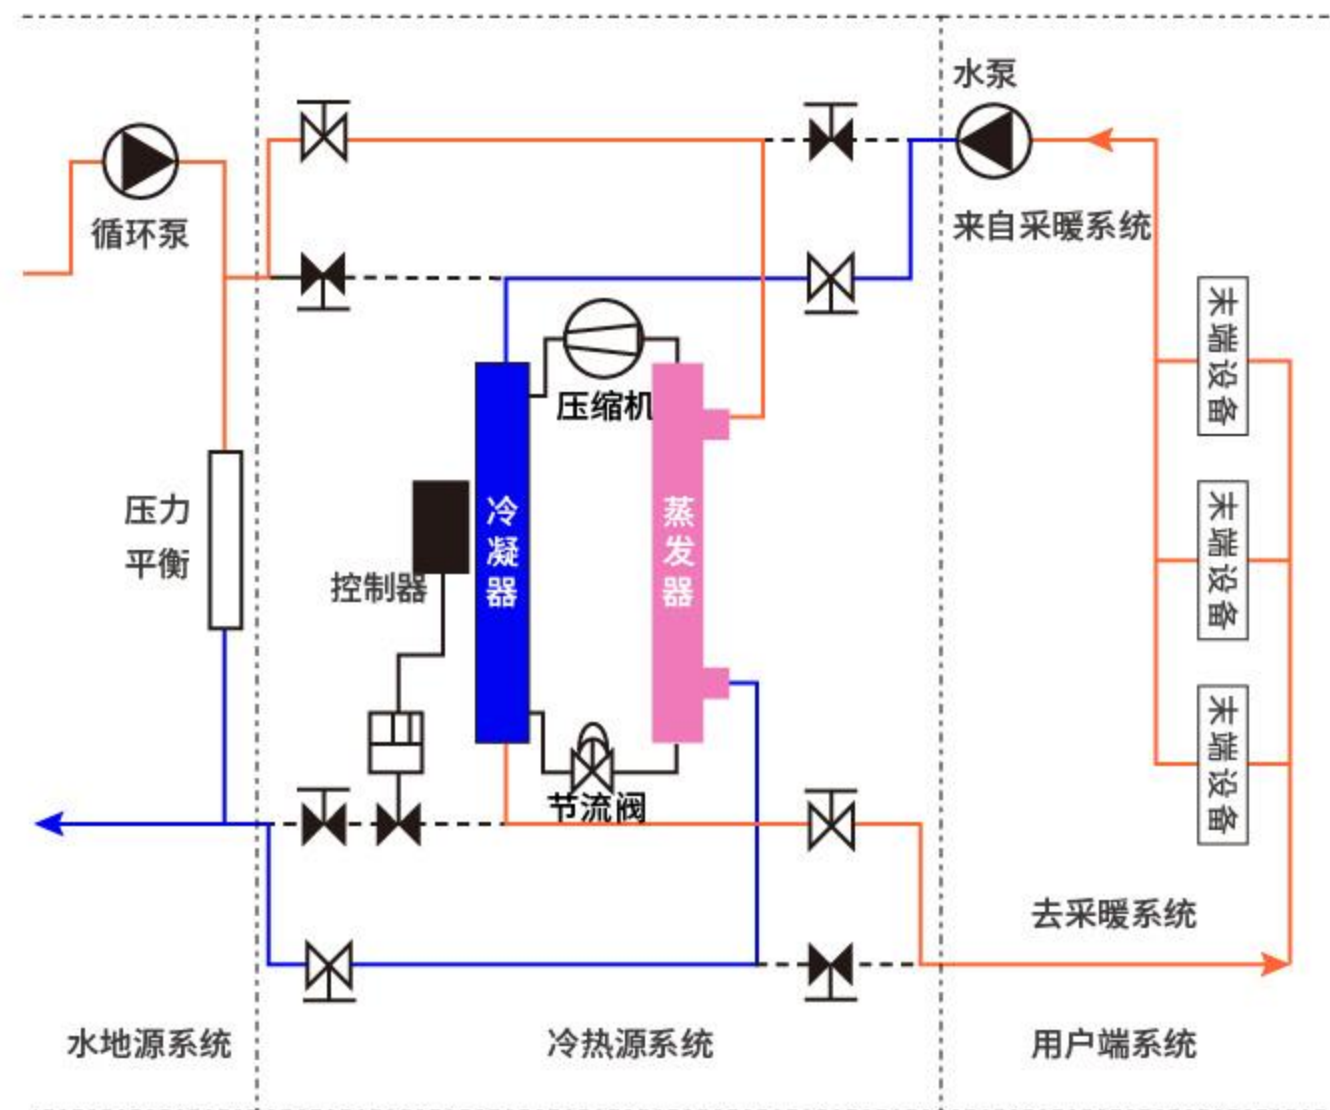 水泵
循环泵
来自采暖系统
末端设备
压缩机
压力
平衡
冷凝器
蒸发器
末端设备
控制器
末端设备
节流阀
去采暖系统
水地源系统
冷热源系统
用户端系统